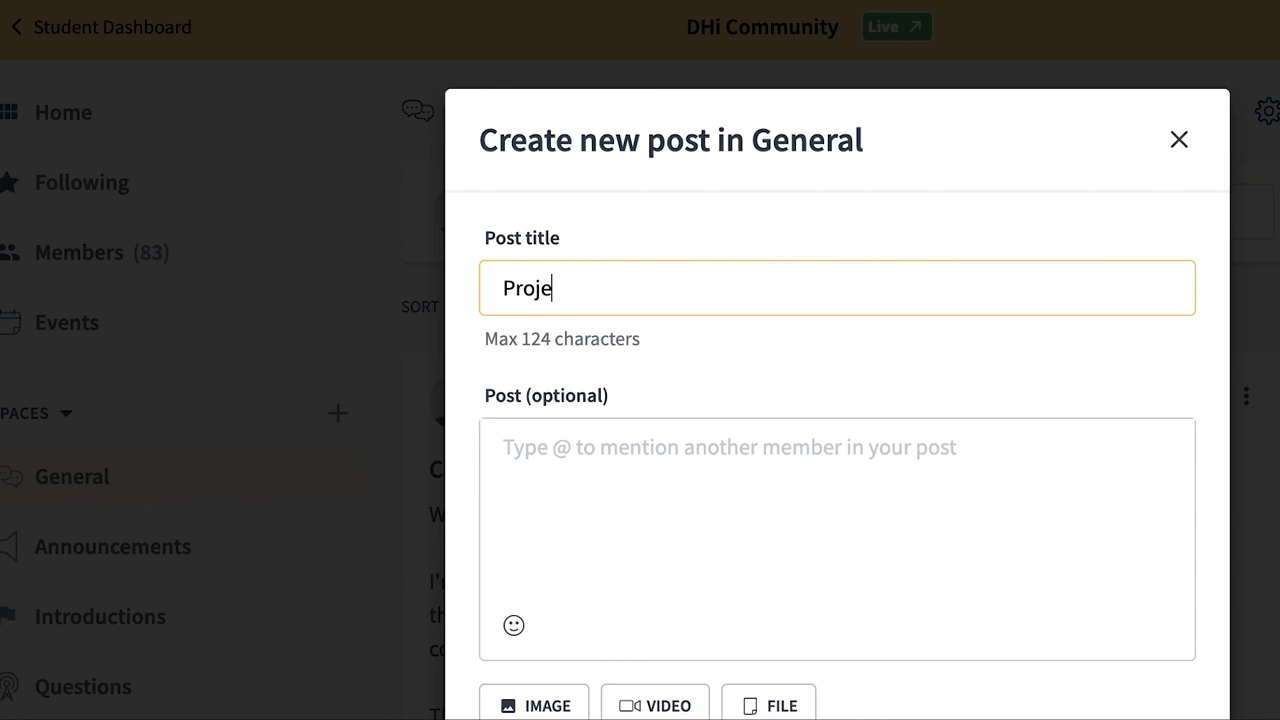 Student Dashboard
DHi Community
Live
Home
Following
Members (83)
Events
PACES
General
Announcements
Introductions
Questions
SORT
Create new post in General
Post title
Proje
Max 124 characters
Post (optional)
Type @ to mention another member in your post
IMAGE
VIDEO
FILE